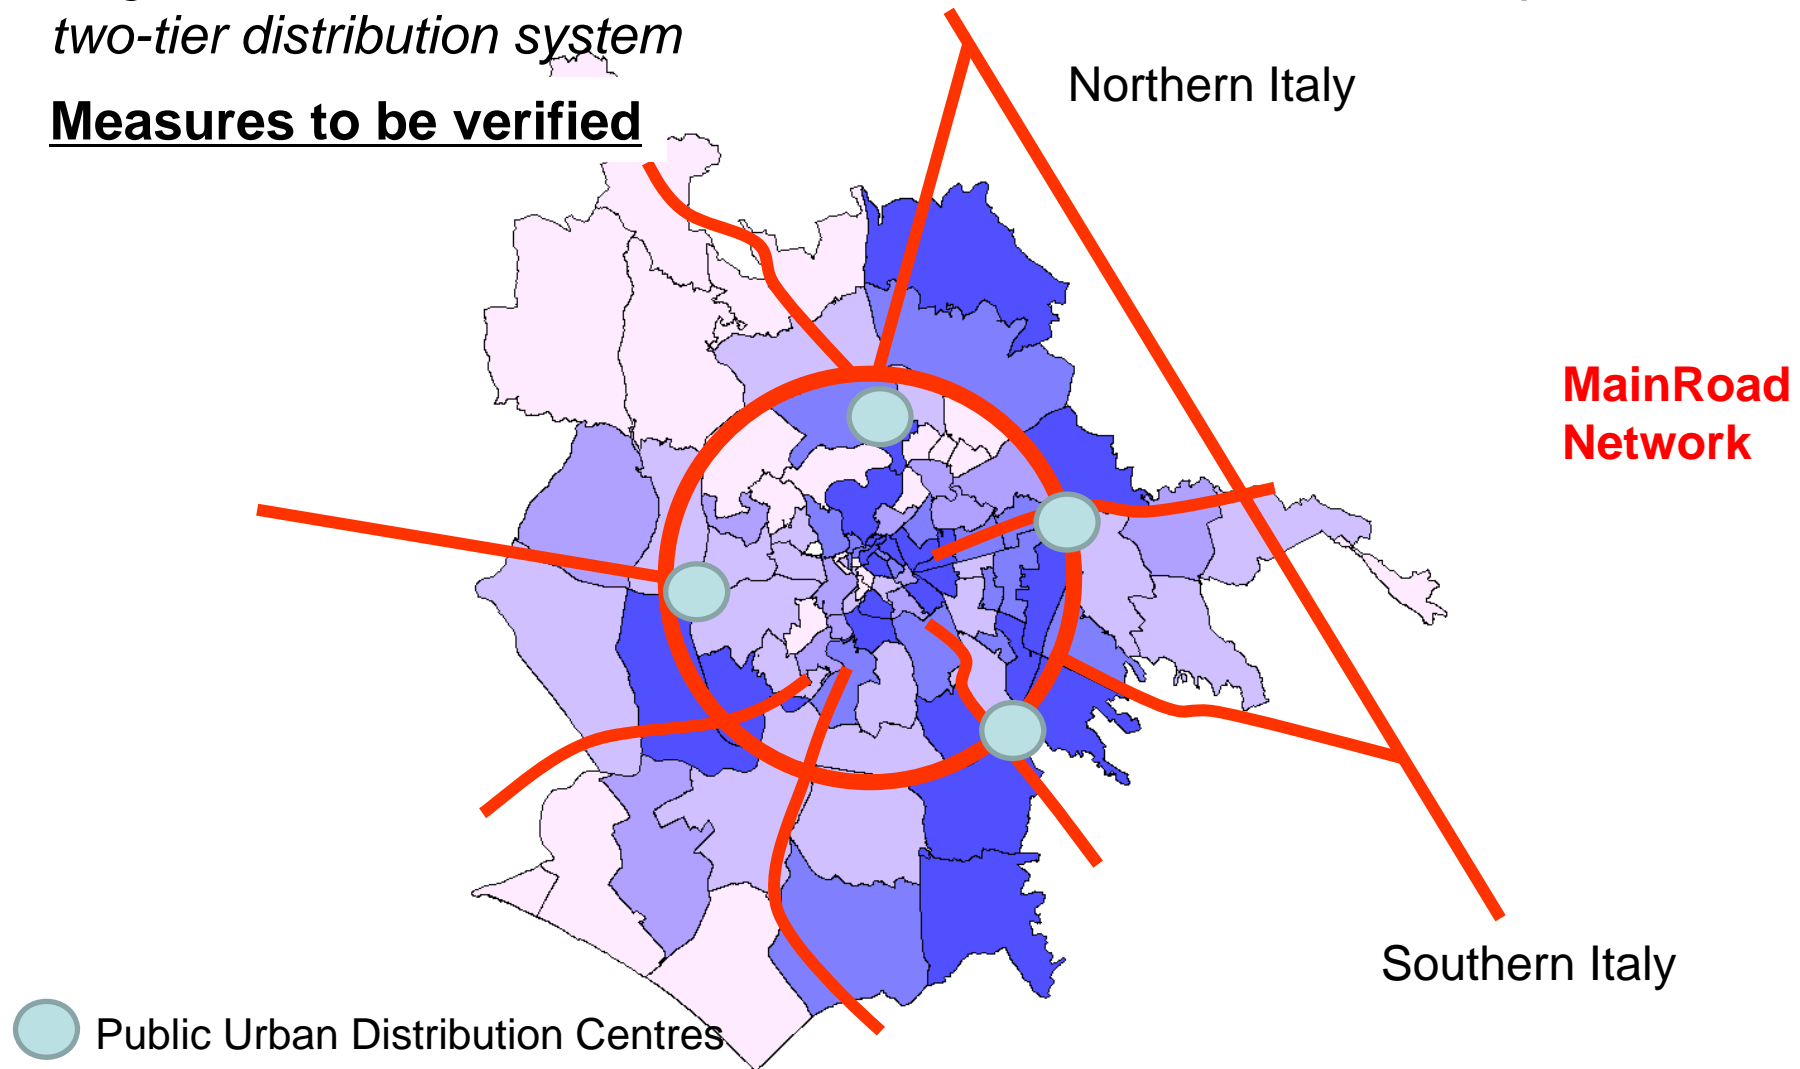 two-tier distribution system
Northern Italy
Measures to be verified
MainRoad
Network
Southern Italy
Public Urban Distribution Centres